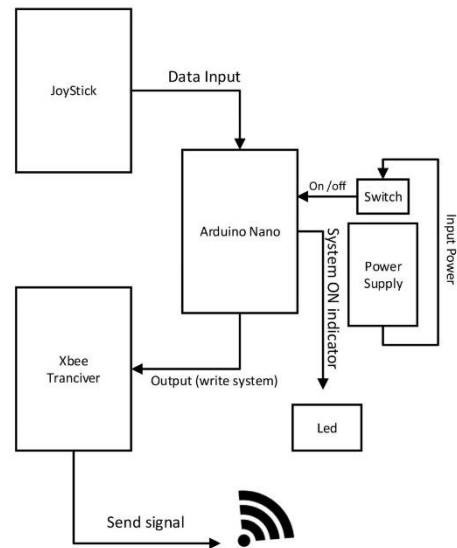 JoyStick
Data Input
Arduino Nano
On /off
Switch
Input Power
Power
Supply
System ON indicator
Xbee
Tranciver
Output (write system)
Led
Send signal